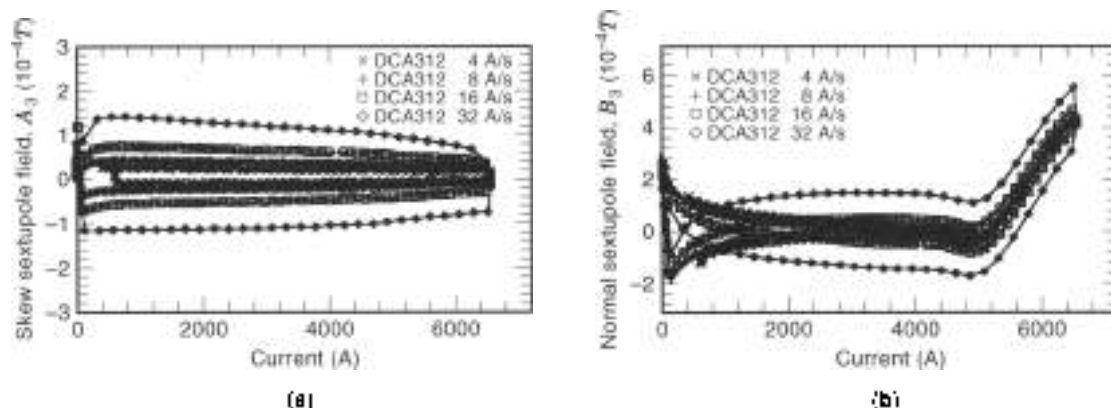 Skew sextupole field, A3 (10⁻⁴T)
3
2
1
0
−1
−2
−3
× DCA312 4 A/s
+ DCA312 8 A/s
□ DCA312 16 A/s
◇ DCA312 32 A/s
0 2000 4000 6000
Current (A)
(a)
Normal sextupole field, B3 (10⁻⁴T)
6
4
2
0
−2
× DCA312 4 A/s
+ DCA312 8 A/s
□ DCA312 16 A/s
○ DCA312 32 A/s
0 2000 4000 6000
Current (A)
(b)